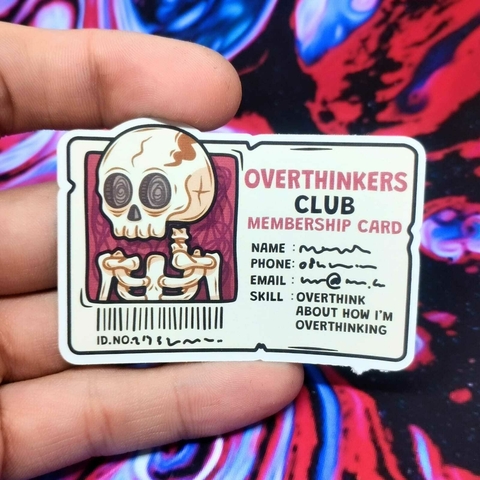 OVERTHINKERS
CLUB
MEMBERSHIP CARD
NAME :
PHONE:
EMAIL :
SKILL : OVERTHINK
ABOUT HOW I'M
OVERTHINKING
ID.NO.